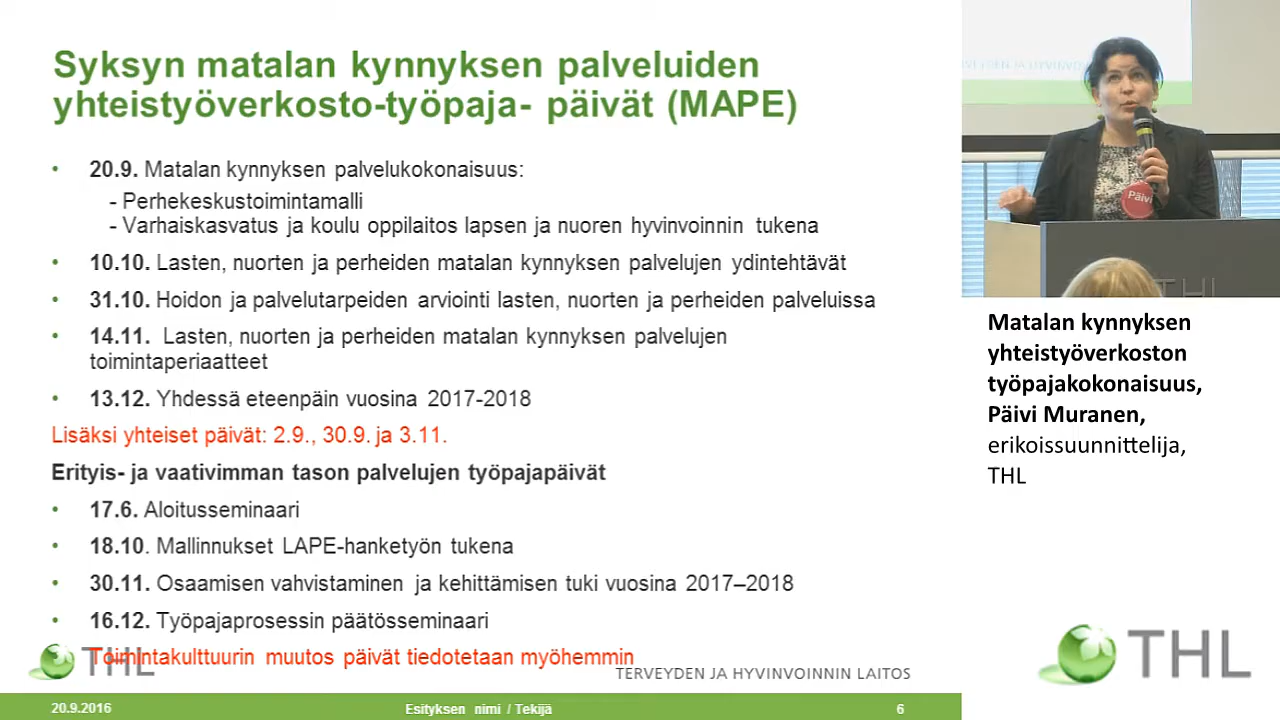 Syksyn matalan kynnyksen palveluiden
yhteistyöverkosto-työpaja- päivät (MAPE)
• 20.9. Matalan kynnyksen palvelukokonaisuus:
- Perhekeskustoimintamalli
- Varhaiskasvatus ja koulu oppilaitos lapsen ja nuoren hyvinvoinnin tukena
• 10.10. Lasten, nuorten ja perheiden matalan kynnyksen palvelujen ydintehtävät
• 31.10. Hoidon ja palvelutarpeiden arviointi lasten, nuorten ja perheiden palveluissa
• 14.11. Lasten, nuorten ja perheiden matalan kynnyksen palvelujen
toimintaperiaatteet
• 13.12. Yhdessä eteenpäin vuosina 2017-2018
Lisäksi yhteiset päivät: 2.9., 30.9. ja 3.11.
Erityis- ja vaativimman tason palvelujen työpajapäivät
• 17.6. Aloitusseminaari
• 18.10. Mallinnukset LAPE-hanketyön tukena
• 30.11. Osaamisen vahvistaminen ja kehittämisen tuki vuosina 2017–2018
• 16.12. Työpajaprosessin päätösseminaari
Toimintakulttuurin muutos päivät tiedotetaan myöhemmin
THL
TERVEYDEN JA HYVINVOINNIN LAITOS
20.9.2016
Esityksen nimi / Tekijä
6
Päivi
THL
Matalan kynnyksen
yhteistyöverkoston
työpajakokonaisuus,
Päivi Muranen,
erikoissuunnittelija,
THL
THL